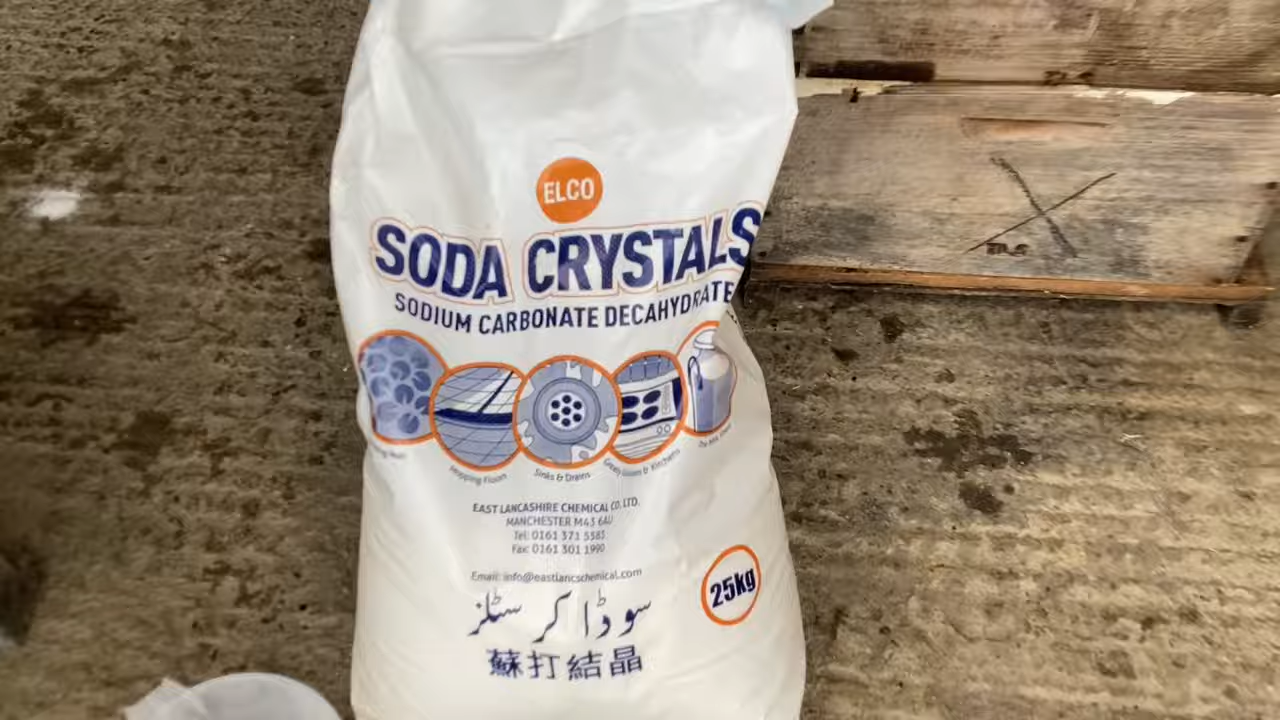 ELCO
SODA CRYSTALS
SODIUM CARBONATE DECAHYDRATE
Mopping Floors
Sinks & Drains
Greasy Ovens & Kitchens
EAST LANCASHIRE CHEMICAL CO. LTD.
MANCHESTER M43 6AU
Tel: 0161 371 5585
Fax: 0161 301 1990
Email: info@eastlancschemical.com
25kg
سوڈا کرسٹلز
蘇打結晶